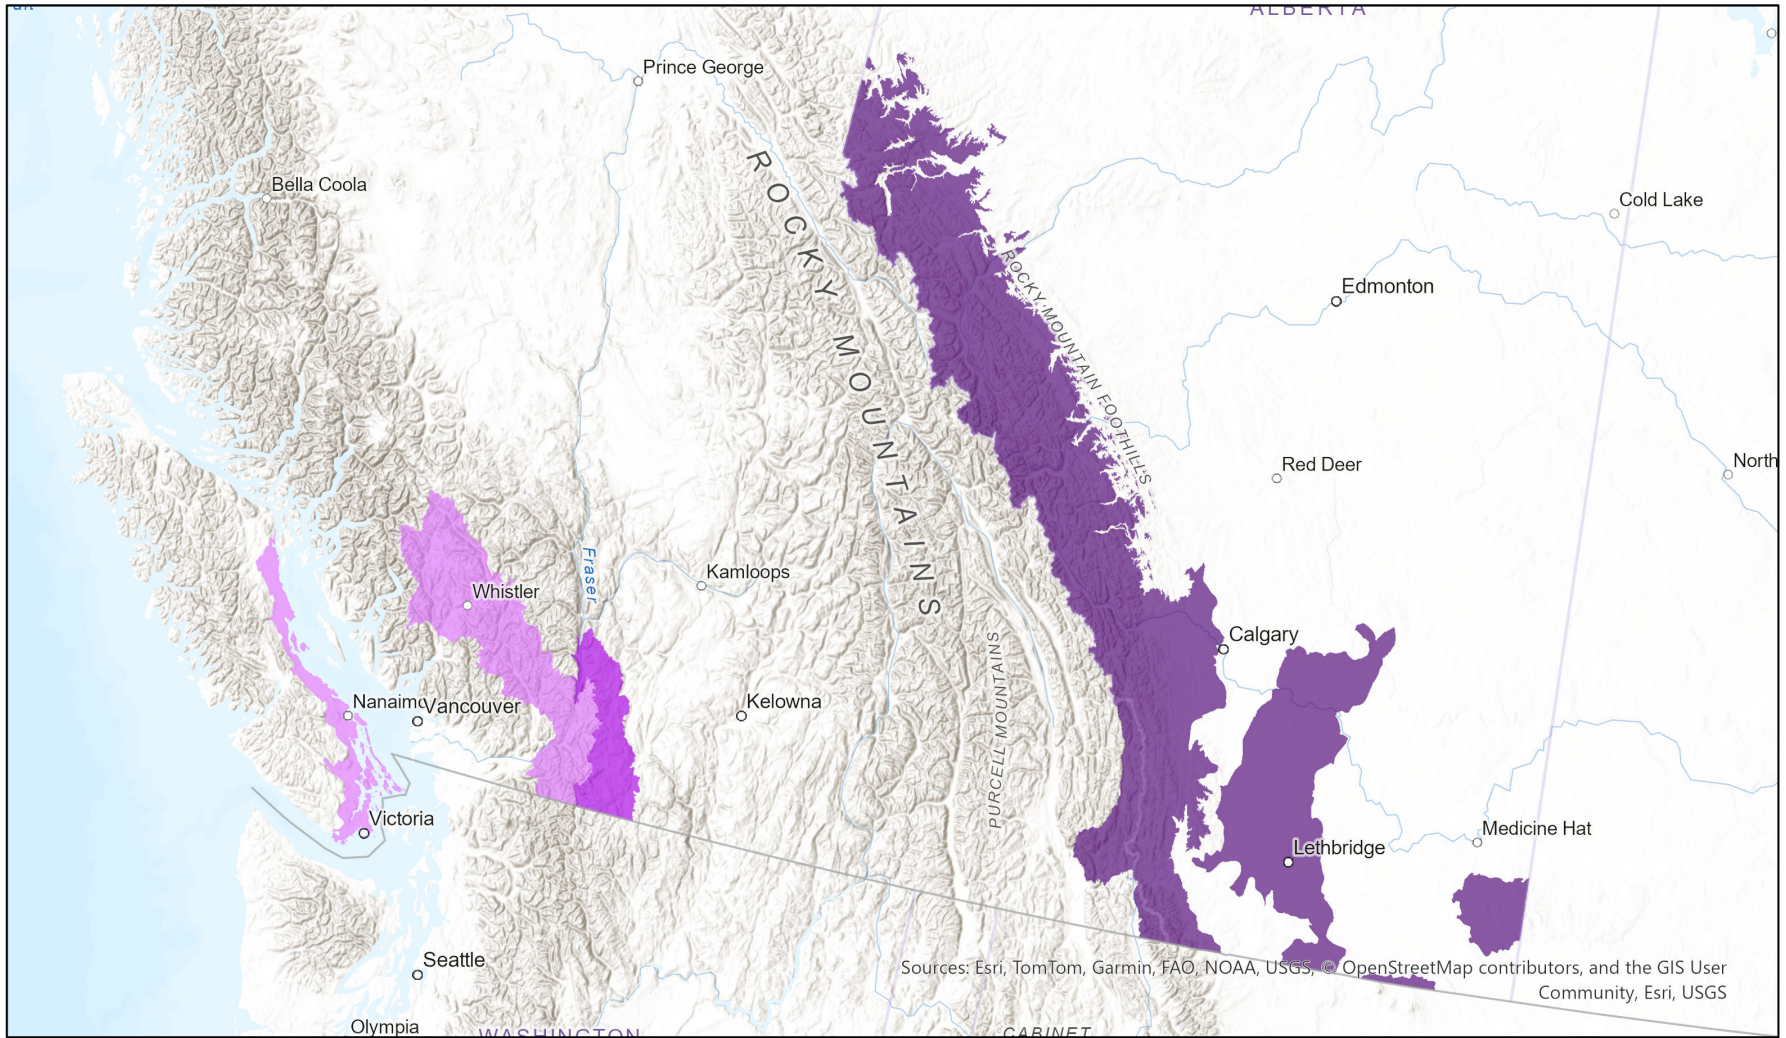 ALBERTA
Prince George
Bella Coola
ROCKY MOUNTAINS
Cold Lake
ROCKY MOUNTAIN FOOTHILLS
Edmonton
Red Deer
North
Fraser
Kamloops
Whistler
PURCELL MOUNTAINS
Calgary
Nanaimo
Vancouver
Kelowna
Victoria
Medicine Hat
Lethbridge
Seattle
Sources: Esri, TomTom, Garmin, FAO, NOAA, USGS, © OpenStreetMap contributors, and the GIS User
Community, Esri, USGS
Olympia
WASHINGTON
CABINET